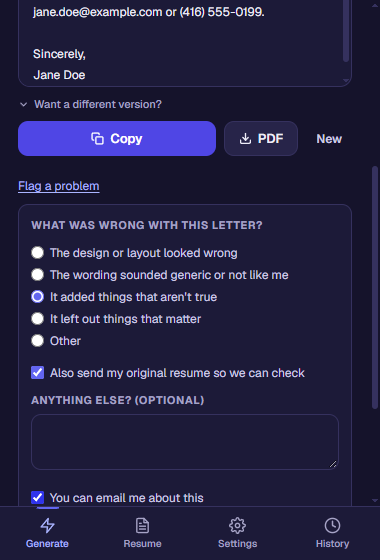 jane.doe@example.com or (416) 555-0199.
Sincerely,
Jane Doe
Want a different version?
Copy
PDF
New
Flag a problem
WHAT WAS WRONG WITH THIS LETTER?
The design or layout looked wrong
The wording sounded generic or not like me
It added things that aren't true
It left out things that matter
Other
Also send my original resume so we can check
ANYTHING ELSE? (OPTIONAL)
You can email me about this
Generate
Resume
Settings
History